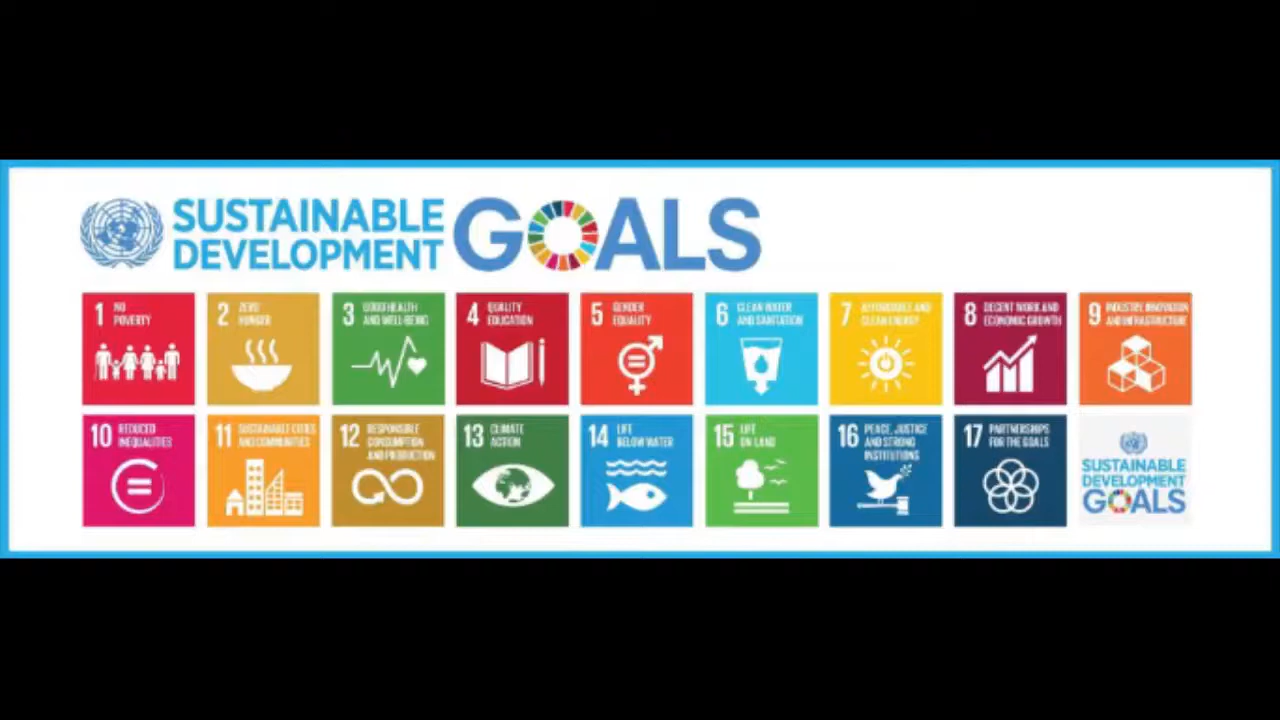 SUSTAINABLE
DEVELOPMENT
GOALS
1 NO
POVERTY
2 ZERO
HUNGER
3 GOOD HEALTH
AND WELL-BEING
4 QUALITY
EDUCATION
5 GENDER
EQUALITY
6 CLEAN WATER
AND SANITATION
7 AFFORDABLE AND
CLEAN ENERGY
8 DECENT WORK AND
ECONOMIC GROWTH
9 INDUSTRY, INNOVATION
AND INFRASTRUCTURE
10 REDUCED
INEQUALITIES
11 SUSTAINABLE CITIES
AND COMMUNITIES
12 RESPONSIBLE
CONSUMPTION
AND PRODUCTION
13 CLIMATE
ACTION
14 LIFE
BELOW WATER
15 LIFE
ON LAND
16 PEACE, JUSTICE
AND STRONG
INSTITUTIONS
17 PARTNERSHIPS
FOR THE GOALS
SUSTAINABLE
DEVELOPMENT
GOALS